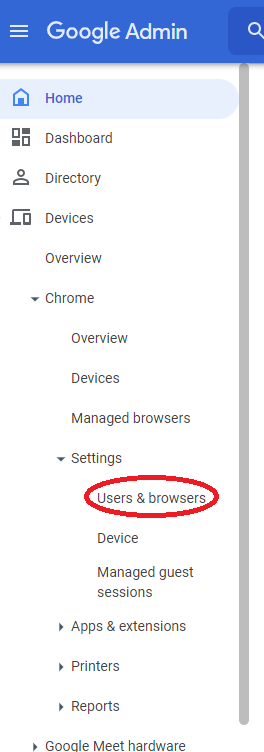 Google Admin
Home
Dashboard
Directory
Devices
Overview
Chrome
Overview
Devices
Managed browsers
Settings
Users & browsers
Device
Managed guest
sessions
Apps & extensions
Printers
Reports
Google Meet hardware